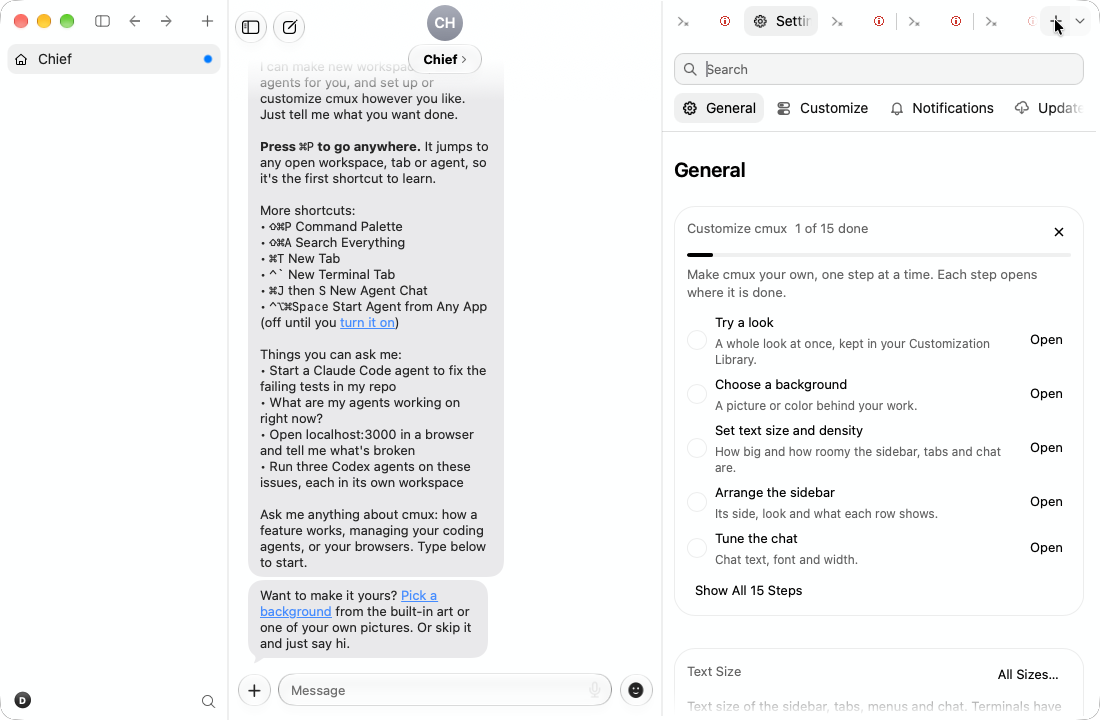 CH
Settin
Chief
Chief
Search
General
Customize
Notifications
Update
I can make new workspac
agents for you, and set up or
customize cmux however you like.
Just tell me what you want done.
Press ⌘P to go anywhere. It jumps to
any open workspace, tab or agent, so
it's the first shortcut to learn.
More shortcuts:
• ⇧⌘P Command Palette
• ⇧⌘A Search Everything
• ⌘T New Tab
• ^` New Terminal Tab
• ⌘J then S New Agent Chat
• ^⌥⌘Space Start Agent from Any App
(off until you turn it on)
Things you can ask me:
• Start a Claude Code agent to fix the
failing tests in my repo
• What are my agents working on
right now?
• Open localhost:3000 in a browser
and tell me what's broken
• Run three Codex agents on these
issues, each in its own workspace
Ask me anything about cmux: how a
feature works, managing your coding
agents, or your browsers. Type below
to start.
Want to make it yours? Pick a
background from the built-in art or
one of your own pictures. Or skip it
and just say hi.
Message
D
General
Customize cmux 1 of 15 done
Make cmux your own, one step at a time. Each step opens
where it is done.
Try a look
A whole look at once, kept in your Customization
Library.
Open
Choose a background
A picture or color behind your work.
Open
Set text size and density
How big and how roomy the sidebar, tabs and chat
are.
Open
Arrange the sidebar
Its side, look and what each row shows.
Open
Tune the chat
Chat text, font and width.
Open
Show All 15 Steps
Text Size
All Sizes...
Text size of the sidebar, tabs, menus and chat. Terminals have